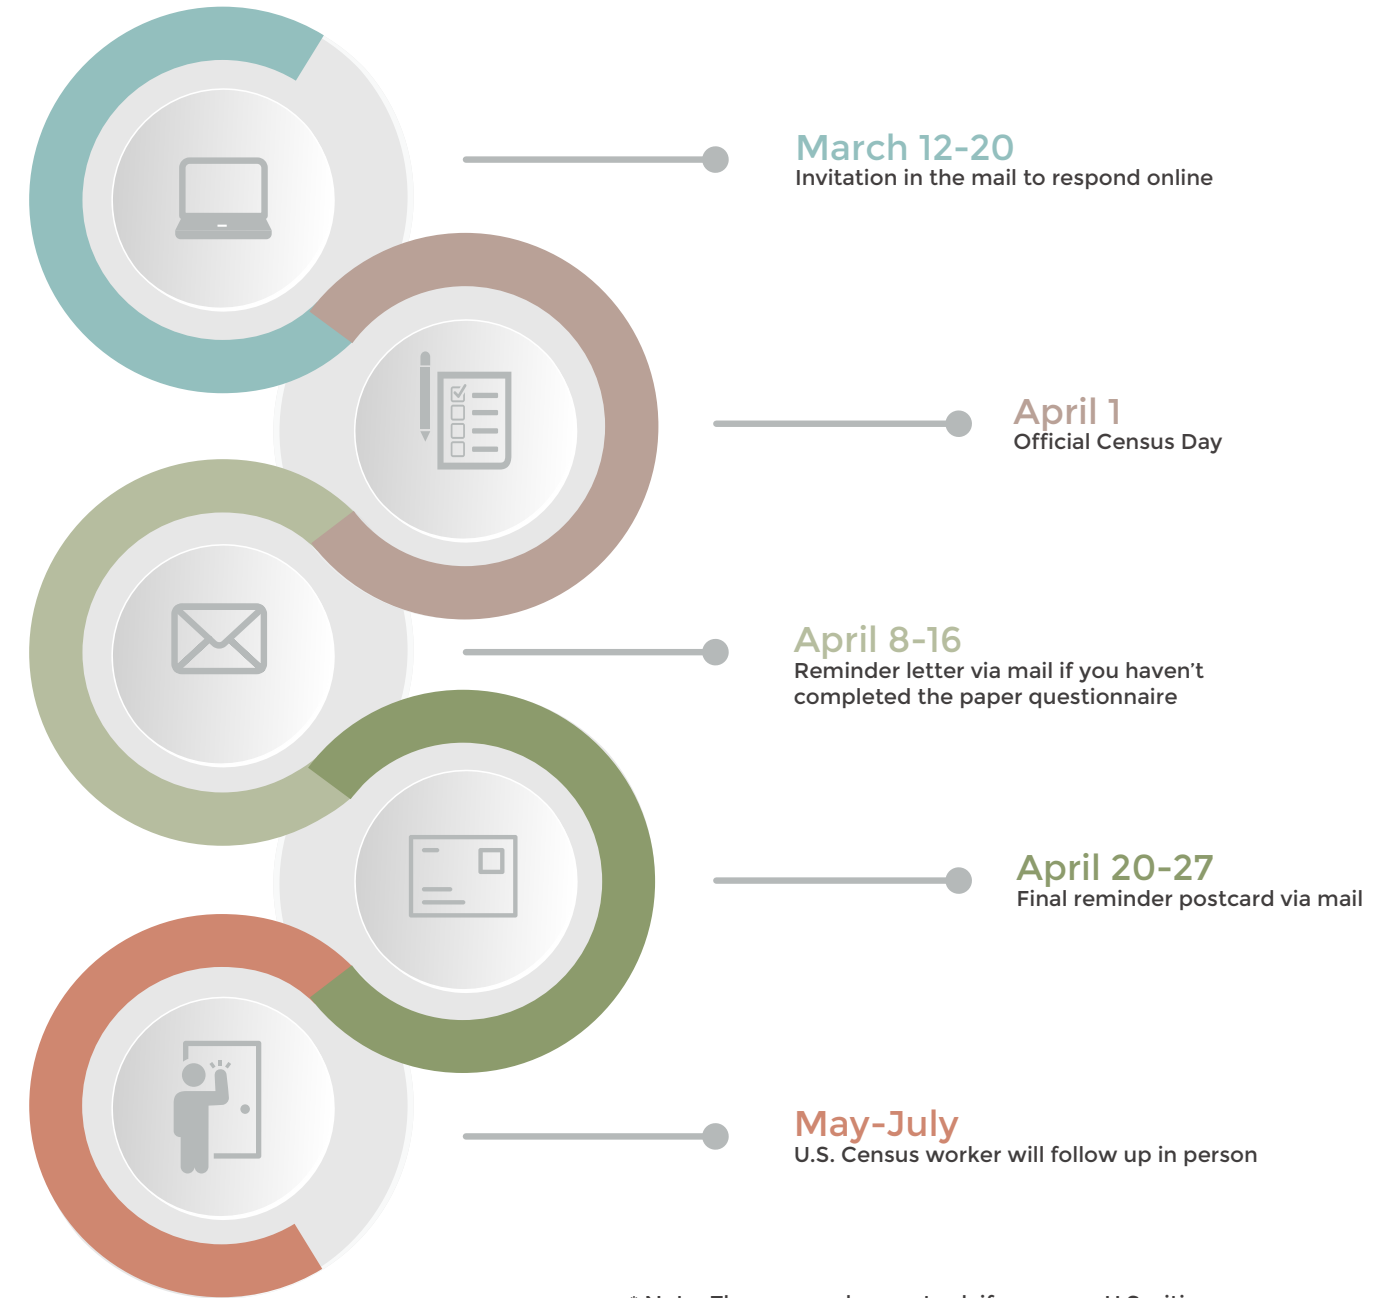 March 12-20
Invitation in the mail to respond online
April 1
Official Census Day
April 8-16
Reminder letter via mail if you haven’t
completed the paper questionnaire
April 20-27
Final reminder postcard via mail
May-July
U.S. Census worker will follow up in person